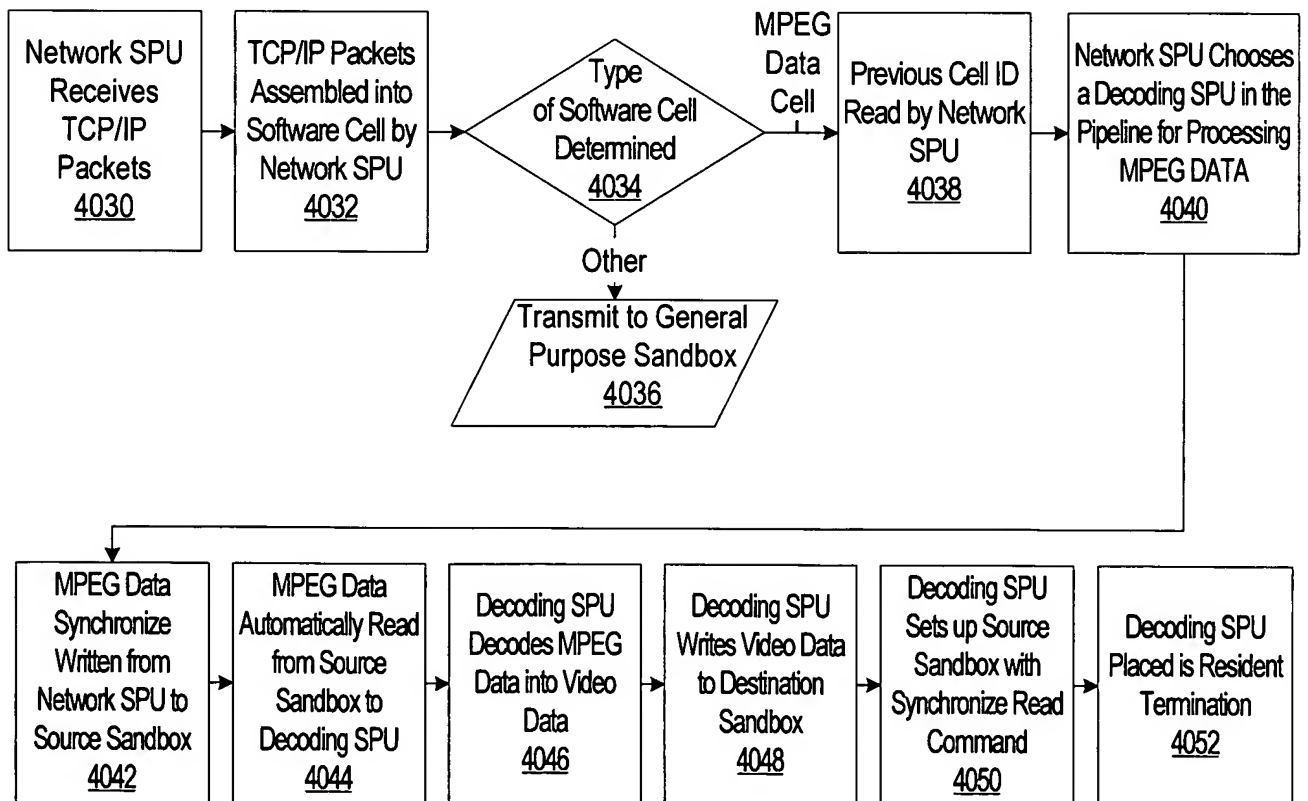 Network SPU
Receives
TCP/IP
Packets
4030
TCP/IP Packets
Assembled into
Software Cell by
Network SPU
4032
Type
of Software Cell
Determined
4034
MPEG
Data
Cell
Other
Transmit to General
Purpose Sandbox
4036
Previous Cell ID
Read by Network
SPU
4038
Network SPU Chooses
a Decoding SPU in the
Pipeline for Processing
MPEG DATA
4040
MPEG Data
Synchronize
Written from
Network SPU to
Source Sandbox
4042
MPEG Data
Automatically Read
from Source
Sandbox to
Decoding SPU
4044
Decoding SPU
Decodes MPEG
Data into Video
Data
4046
Decoding SPU
Writes Video Data
to Destination
Sandbox
4048
Decoding SPU
Sets up Source
Sandbox with
Synchronize Read
Command
4050
Decoding SPU
Placed is Resident
Termination
4052